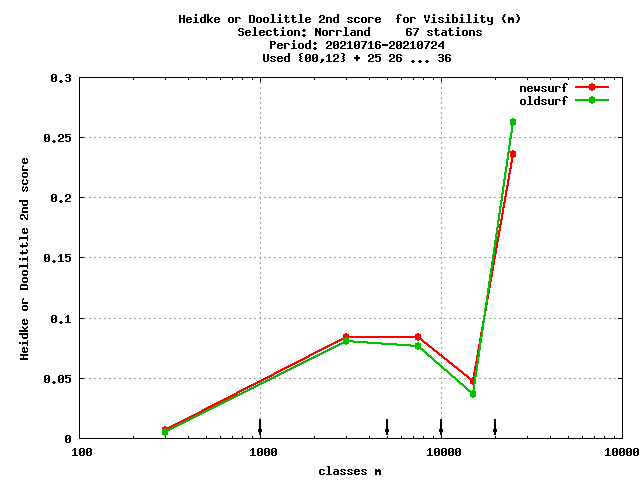 Heidke or Doolittle 2nd score  for Visibility (m)
Selection: Norrland     67 stations
Period: 20210716-20210724
Used {00,12} + 25 26 ... 36
newsurf
oldsurf
Heidke or Doolittle 2nd score
0.3
0.25
0.2
0.15
0.1
0.05
0
100
1000
10000
10000
classes m